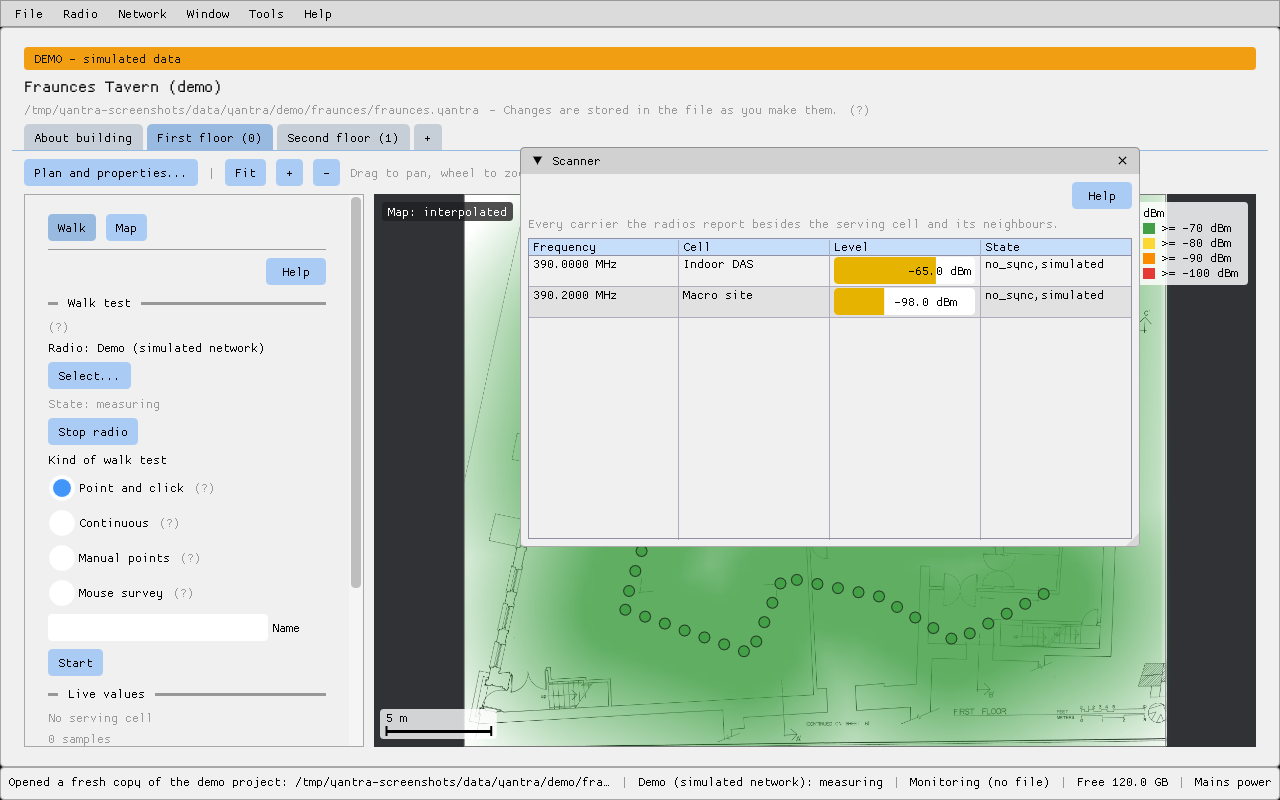 File Radio Network Window Tools Help
DEMO - simulated data
Fraunces Tavern (demo)
/tmp/yantra-screenshots/data/yantra/demo/fraunces/fraunces.yantra - Changes are stored in the file as you make them. (?)
About building First floor (0) Second floor (1) +
Plan and properties... | Fit + - Drag to pan, wheel to
Scanner
Help
Every carrier the radios report besides the serving cell and its neighbours.
Frequency Cell Level State
390.0000 MHz Indoor DAS -65.0 dBm no_sync,simulated
390.2000 MHz Macro site -98.0 dBm no_sync,simulated
Walk Map
Help
Walk test
(?)
Radio: Demo (simulated network)
Select...
State: measuring
Stop radio
Kind of walk test
Point and click (?)
Continuous (?)
Manual points (?)
Mouse survey (?)
Name
Start
Live values
No serving cell
0 samples
Map: interpolated
dBm
>= -70 dBm
>= -80 dBm
>= -90 dBm
>= -100 dBm
5 m
FIRST FLOOR
Opened a fresh copy of the demo project: /tmp/yantra-screenshots/data/yantra/demo/fra… | Demo (simulated network): measuring | Monitoring (no file) | Free 120.0 GB | Mains power